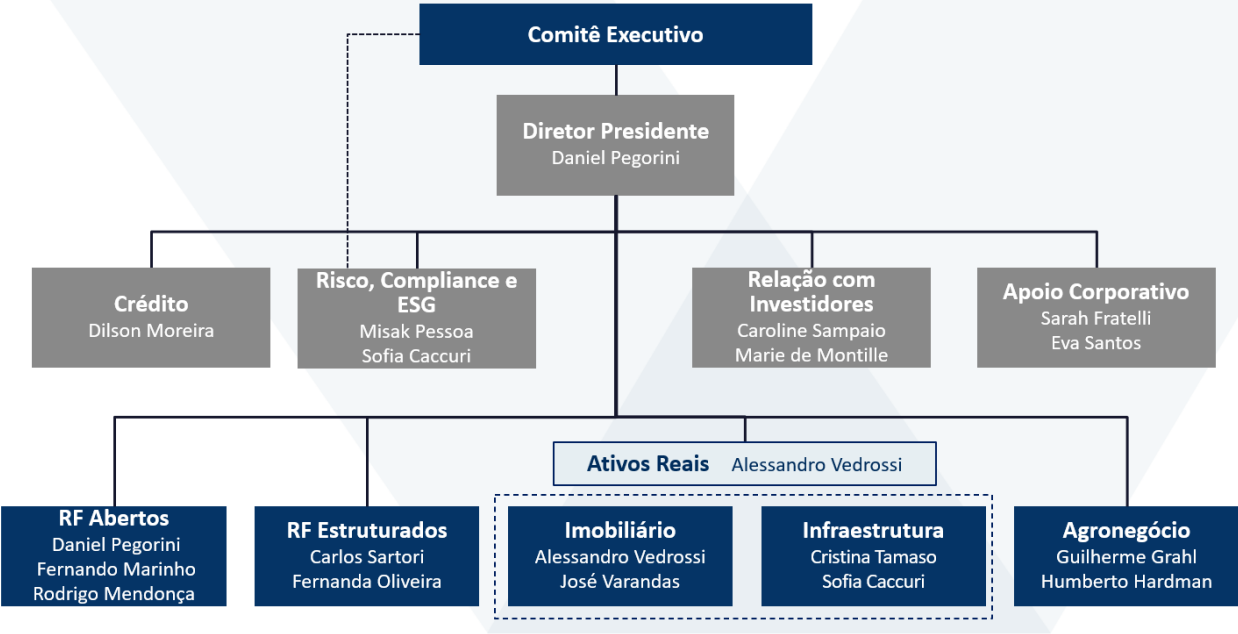 Comitê Executivo
Diretor Presidente
Daniel Pegorini
Crédito
Dilson Moreira
Risco, Compliance e
ESG
Misak Pessoa
Sofia Caccuri
Relação com
Investidores
Caroline Sampaio
Marie de Montille
Apoio Corporativo
Sarah Fratelli
Eva Santos
Ativos Reais Alessandro Vedrossi
RF Abertos
Daniel Pegorini
Fernando Marinho
Rodrigo Mendonça
RF Estruturados
Carlos Sartori
Fernanda Oliveira
Imobiliário
Alessandro Vedrossi
José Varandas
Infraestrutura
Cristina Tamaso
Sofia Caccuri
Agronegócio
Guilherme Grahl
Humberto Hardman